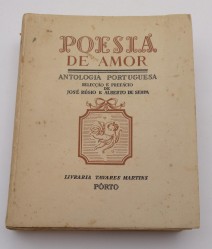 POESIA
DE AMOR
ANTOLOGIA PORTUGUESA
SELECÇÃO E PREFÁCIO
DE
JOSÉ RÉGIO E ALBERTO DE SERPA
LIVRARIA TAVARES MARTINS
PÔRTO